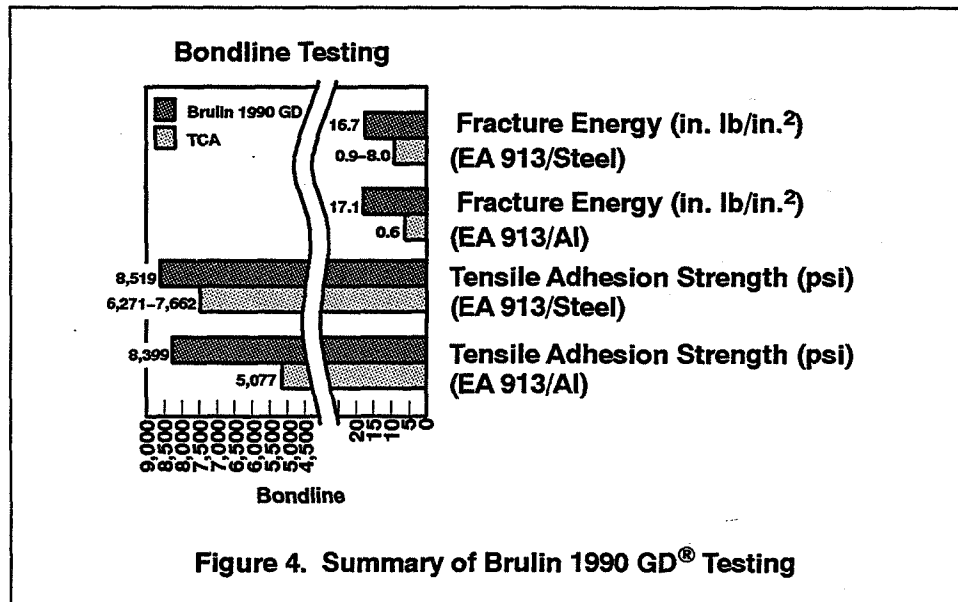 Bondline Testing
Brulin 1990 GD
TCA
16.7
0.9–8.0
Fracture Energy (in. lb/in.²)
(EA 913/Steel)
17.1
0.6
Fracture Energy (in. lb/in.²)
(EA 913/Al)
8,519
6,271–7,662
Tensile Adhesion Strength (psi)
(EA 913/Steel)
8,399
5,077
Tensile Adhesion Strength (psi)
(EA 913/Al)
9,000
8,500
8,000
7,500
7,000
6,500
6,000
5,500
5,000
4,500
20
15
10
5
0
Bondline
Figure 4. Summary of Brulin 1990 GD® Testing